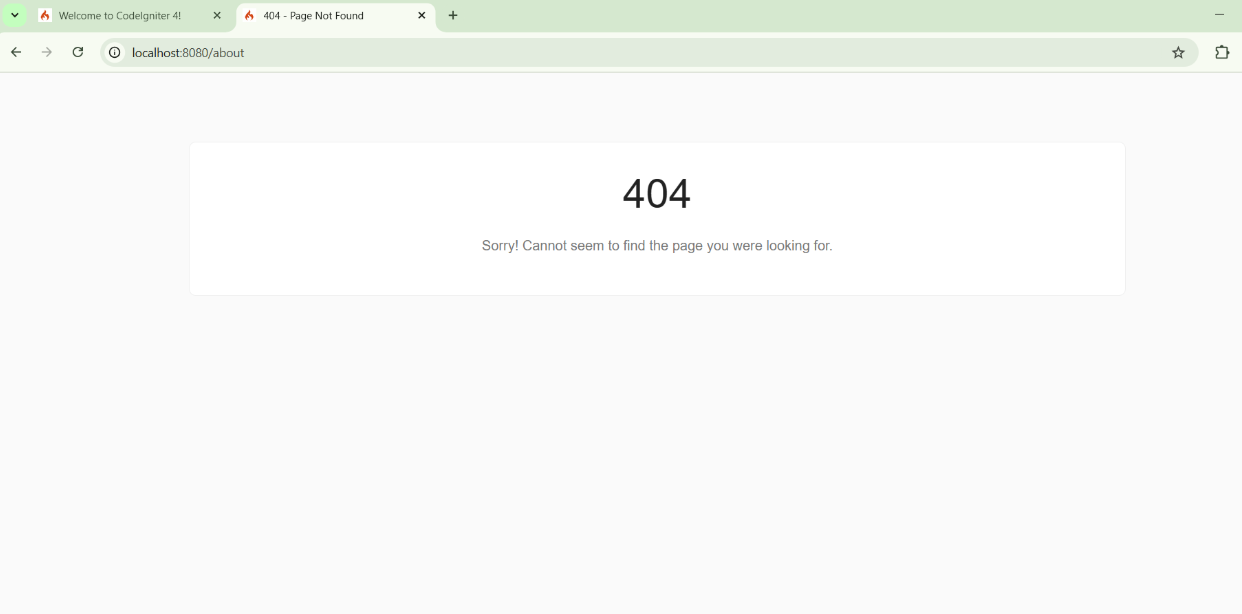 Welcome to CodeIgniter 4!
404 - Page Not Found
localhost:8080/about
404
Sorry! Cannot seem to find the page you were looking for.